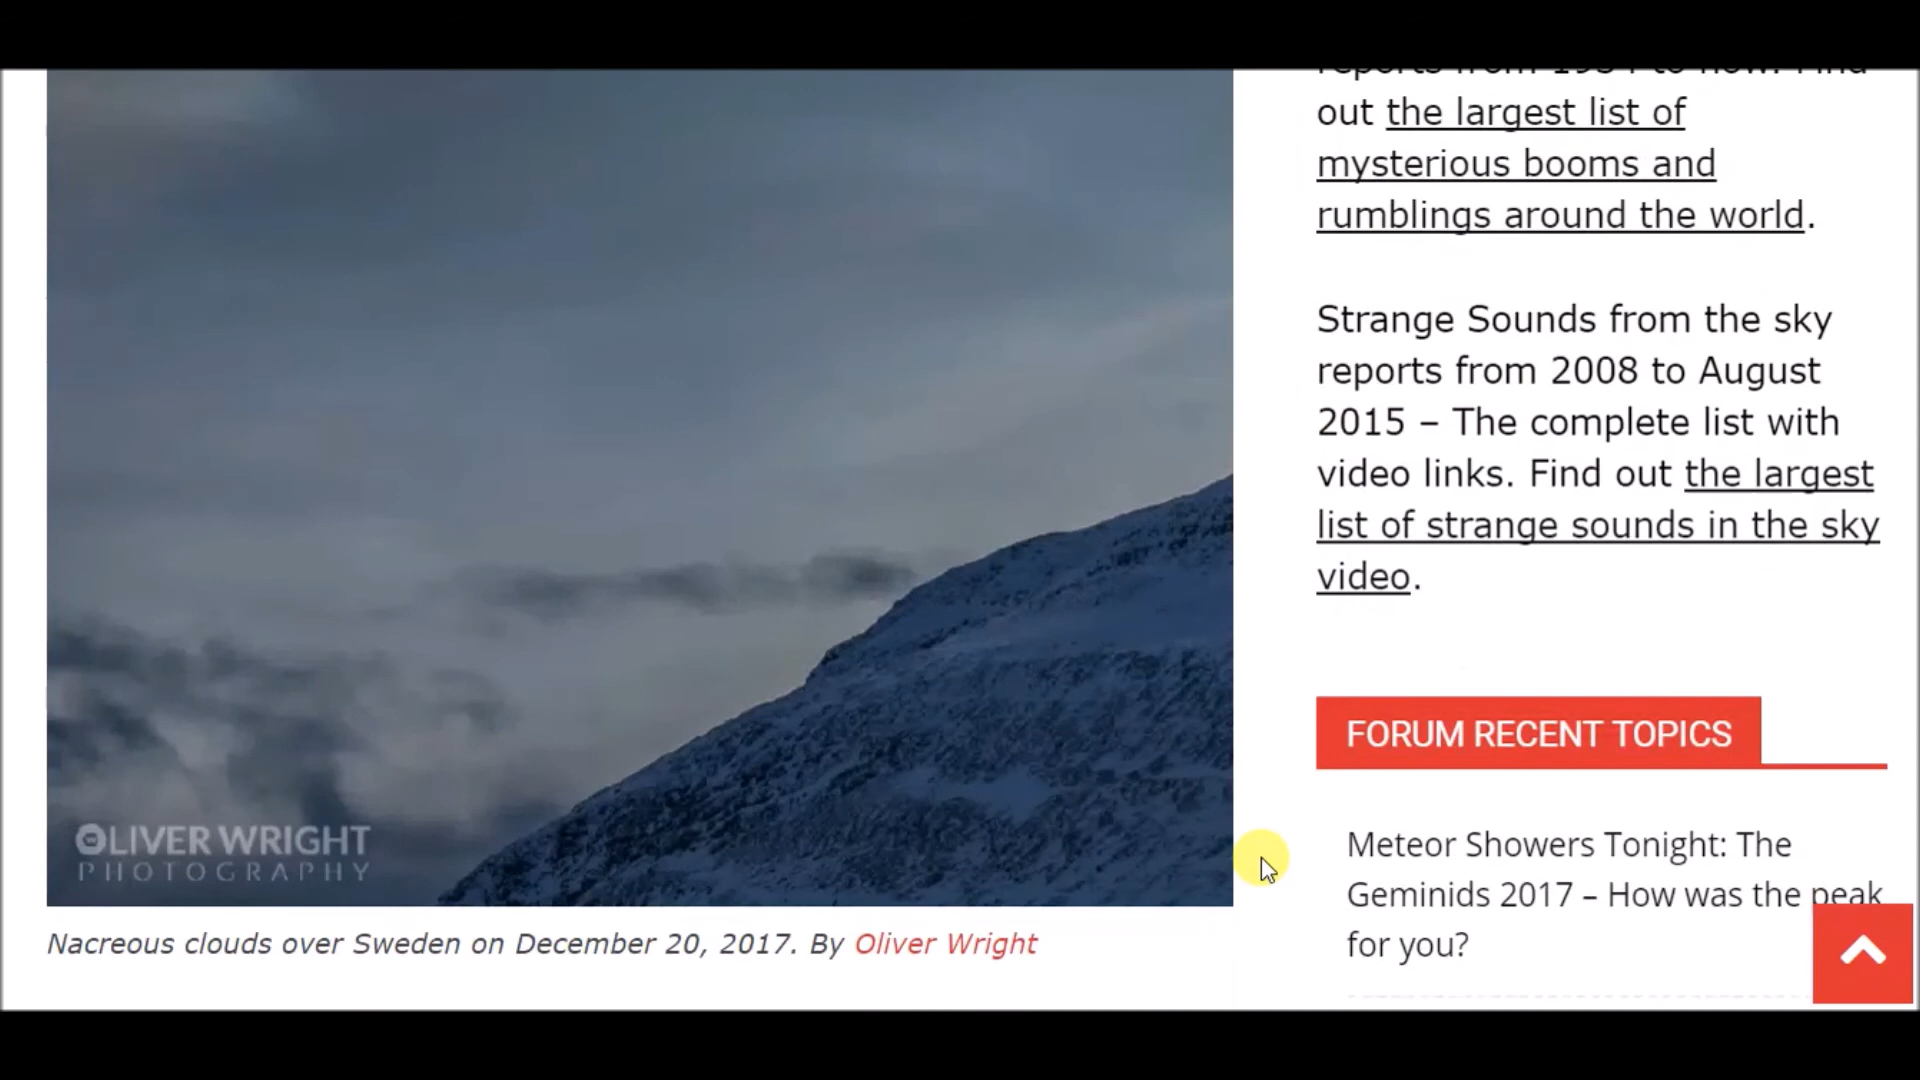 out the largest list of
mysterious booms and
rumblings around the world.
Strange Sounds from the sky
reports from 2008 to August
2015 – The complete list with
video links. Find out the largest
list of strange sounds in the sky
video.
FORUM RECENT TOPICS
Meteor Showers Tonight: The
Geminids 2017 – How was the peak
for you?
OLIVER WRIGHT
PHOTOGRAPHY
Nacreous clouds over Sweden on December 20, 2017. By Oliver Wright